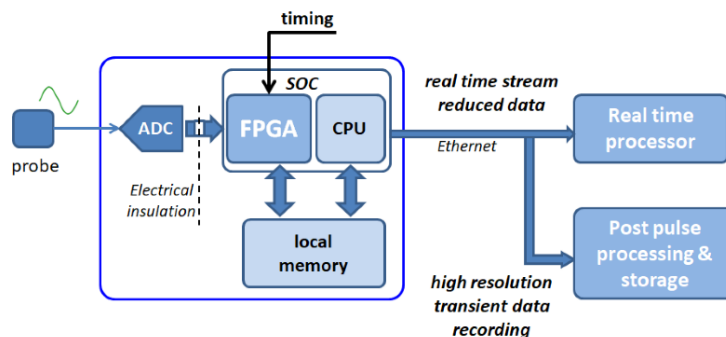 timing
SOC
real time stream
reduced data
Real time
processor
ADC
FPGA
CPU
Ethernet
probe
Electrical
insulation
local
memory
Post pulse
processing &
storage
high resolution
transient data
recording